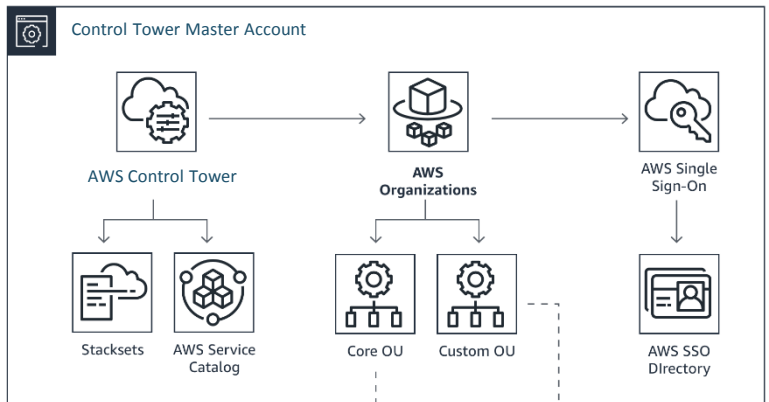 Control Tower Master Account
AWS Control Tower
AWS
Organizations
AWS Single
Sign-On
Stacksets
AWS Service
Catalog
Core OU
Custom OU
AWS SSO
DIrectory